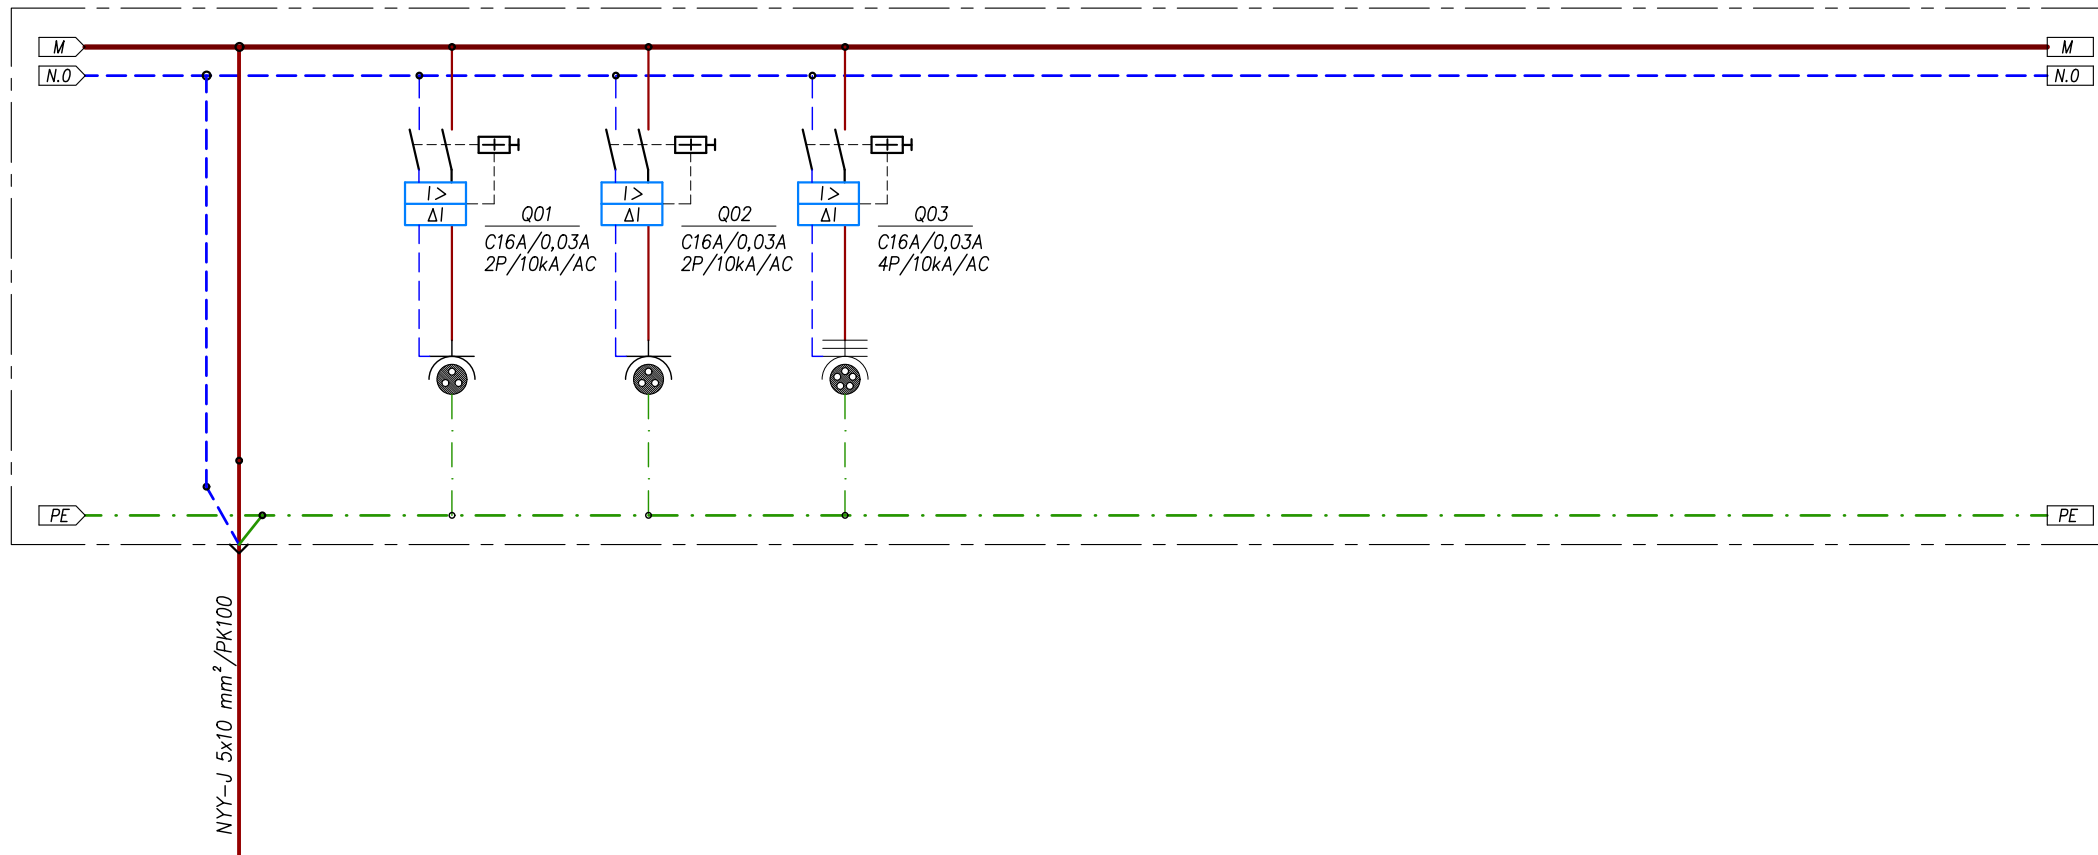 M
M
N.0
N.0
I>
ΔI
Q01
C16A/0,03A
2P/10kA/AC
I>
ΔI
Q02
C16A/0,03A
2P/10kA/AC
I>
ΔI
Q03
C16A/0,03A
4P/10kA/AC
PE
PE
NYY-J 5x10 mm²/PK100